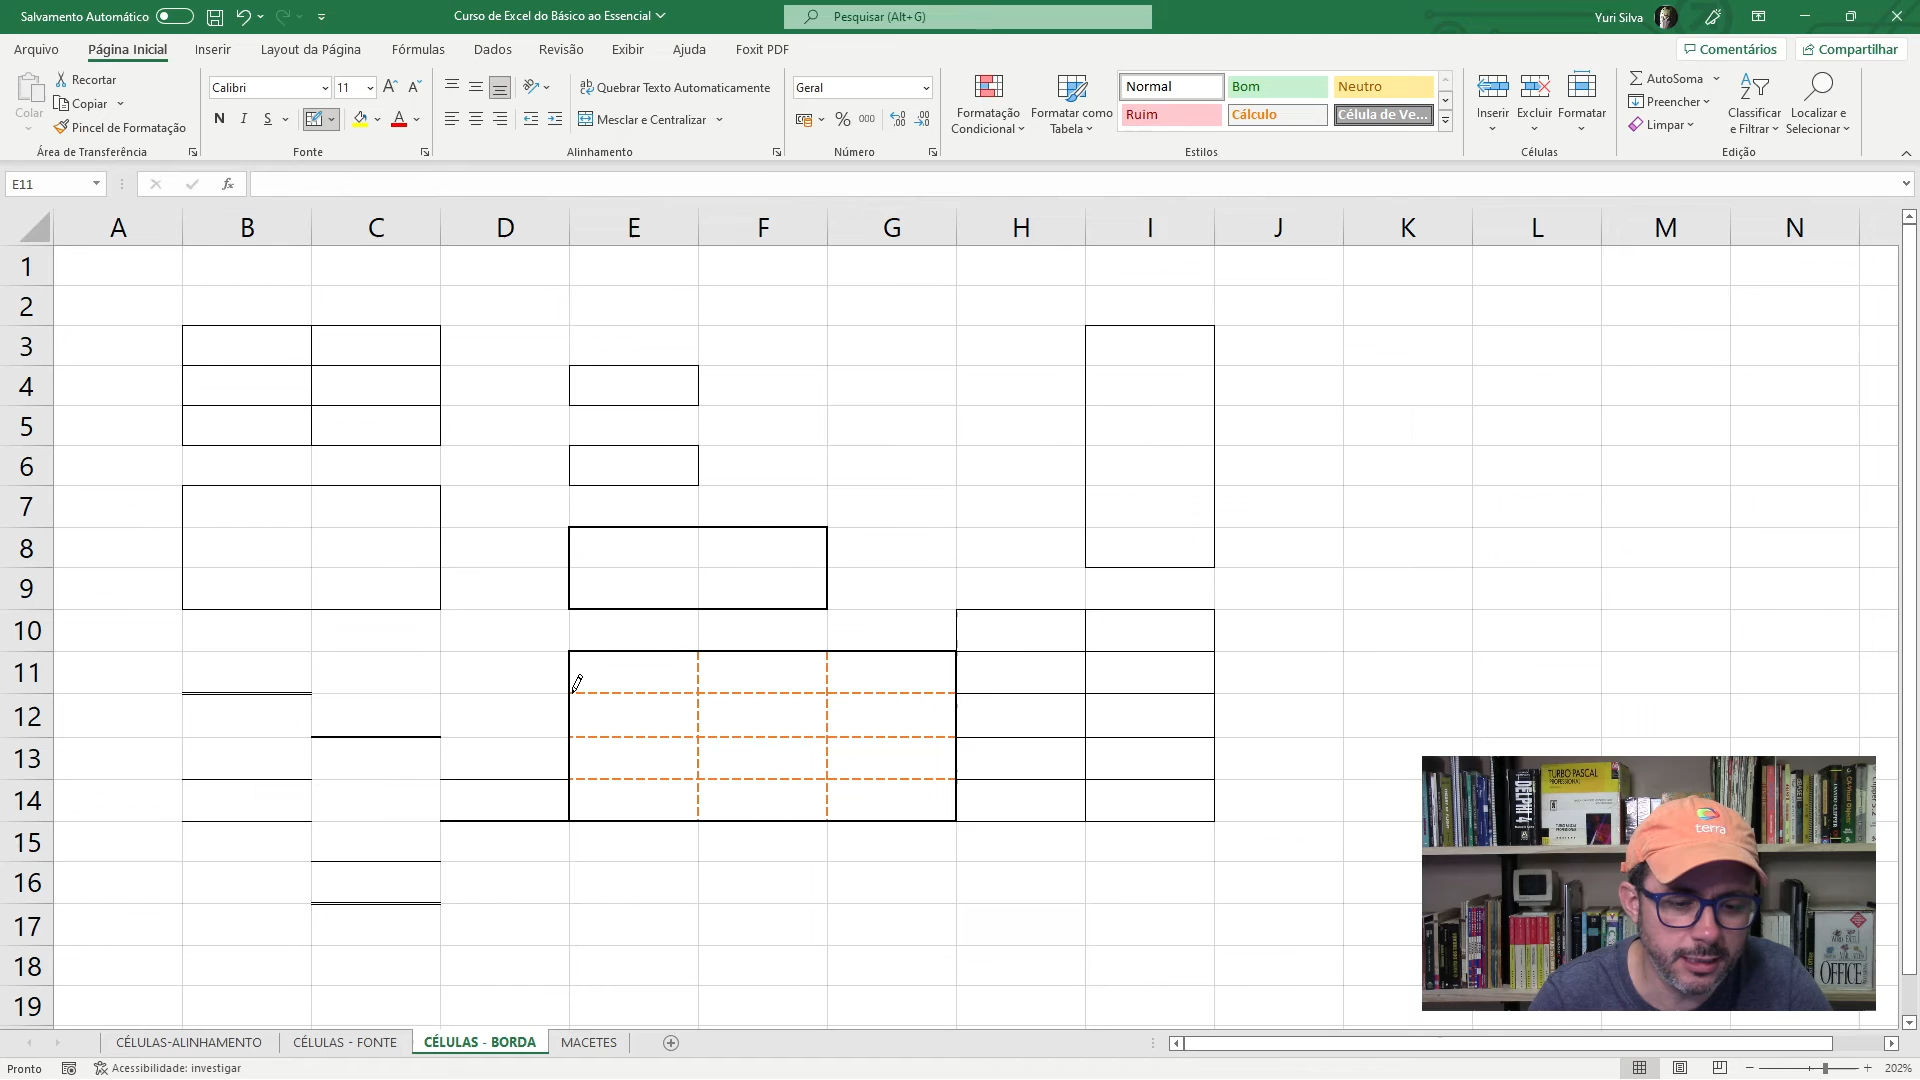 Salvamento Automático
Curso de Excel do Básico ao Essencial
Pesquisar (Alt+G)
Yuri Silva
Arquivo
Página Inicial
Inserir
Layout da Página
Fórmulas
Dados
Revisão
Exibir
Ajuda
Foxit PDF
Comentários
Compartilhar
Colar
Recortar
Copiar
Pincel de Formatação
Área de Transferência
Calibri
11
N I S
Fonte
Quebrar Texto Automaticamente
Mesclar e Centralizar
Alinhamento
Geral
% 000
Número
Formatação Condicional
Formatar como Tabela
Normal
Bom
Neutro
Ruim
Cálculo
Célula de Ve...
Estilos
Inserir
Excluir
Formatar
Células
AutoSoma
Preencher
Limpar
Classificar e Filtrar
Localizar e Selecionar
Edição
E11
fx
A B C D E F G H I J K L M N
1
2
3
4
5
6
7
8
9
10
11
12
13
14
15
16
17
18
19
TURBO PASCAL
PROFESSIONAL
DELPHI 4
terra
OFFICE
CÉLULAS-ALINHAMENTO
CÉLULAS - FONTE
CÉLULAS - BORDA
MACETES
Pronto
Acessibilidade: investigar
202%